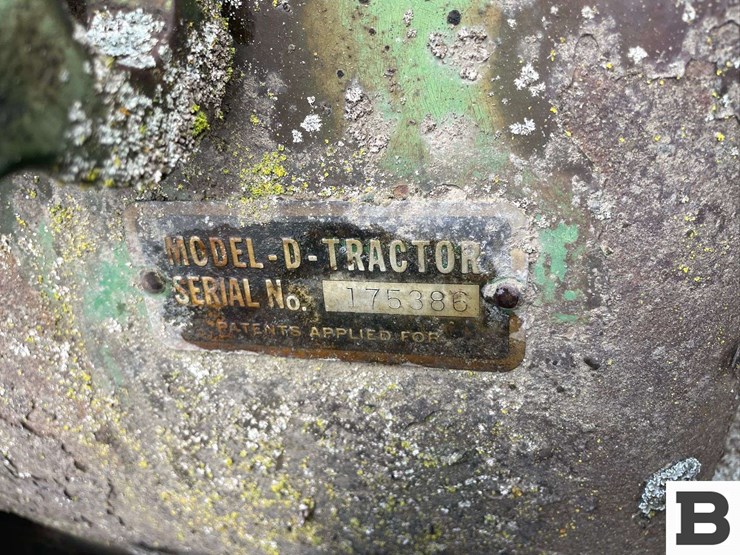 MODEL-D-TRACTOR
SERIAL No. 175386
PATENTS APPLIED FOR
B